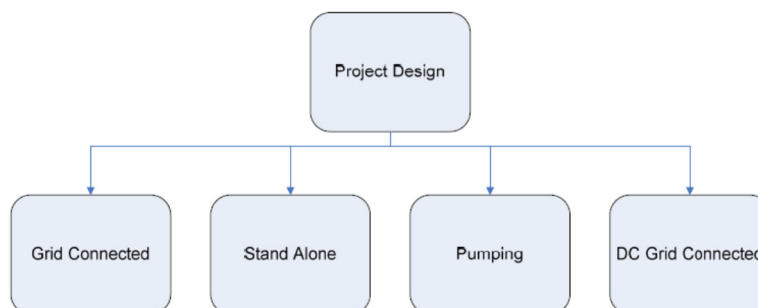 Project Design
Grid Connected
Stand Alone
Pumping
DC Grid Connected